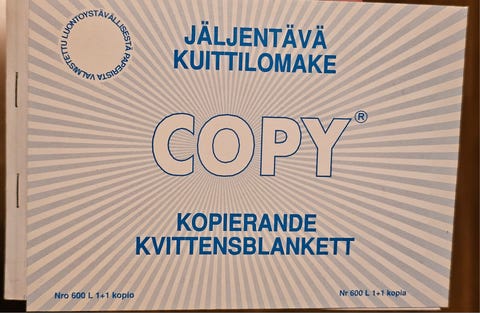 VALMISTETTU LUONTOYSTÄVÄLLISESTÄ PAPERISTA
JÄLJENTÄVÄ
KUITTILOMAKE
COPY®
KOPIERANDE
KVITTENSBLANKETT
Nro 600 L 1+1 kopio
Nr 600 L 1+1 kopia